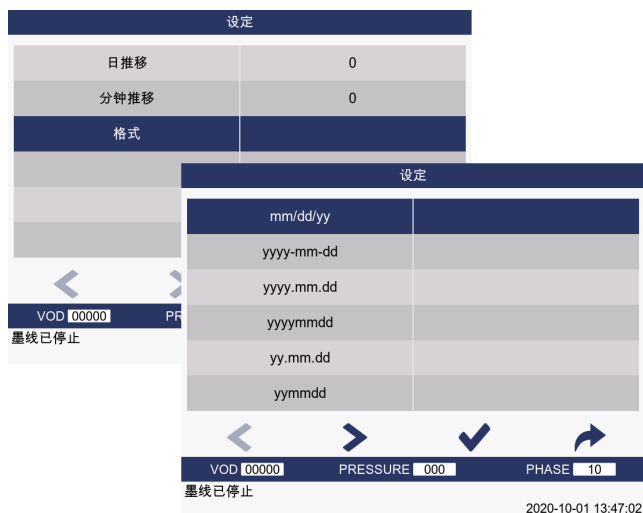 设定
日推移 0
分钟推移 0
格式
VOD 00000 PR
墨线已停止
设定
mm/dd/yy
yyyy-mm-dd
yyyy.mm.dd
yyyymmdd
yy.mm.dd
yymmdd
VOD 00000 PRESSURE 000 PHASE 10
墨线已停止
2020-10-01 13:47:02